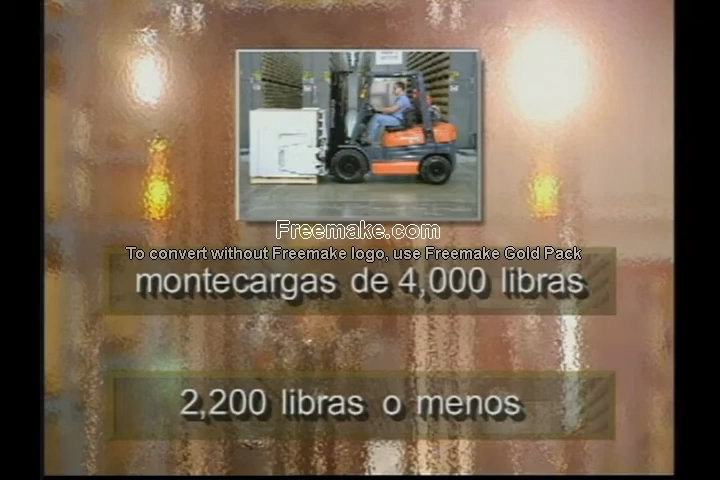 Freemake.com
To convert without Freemake logo, use Freemake Gold Pack
montecargas de 4,000 libras
2,200 libras o menos